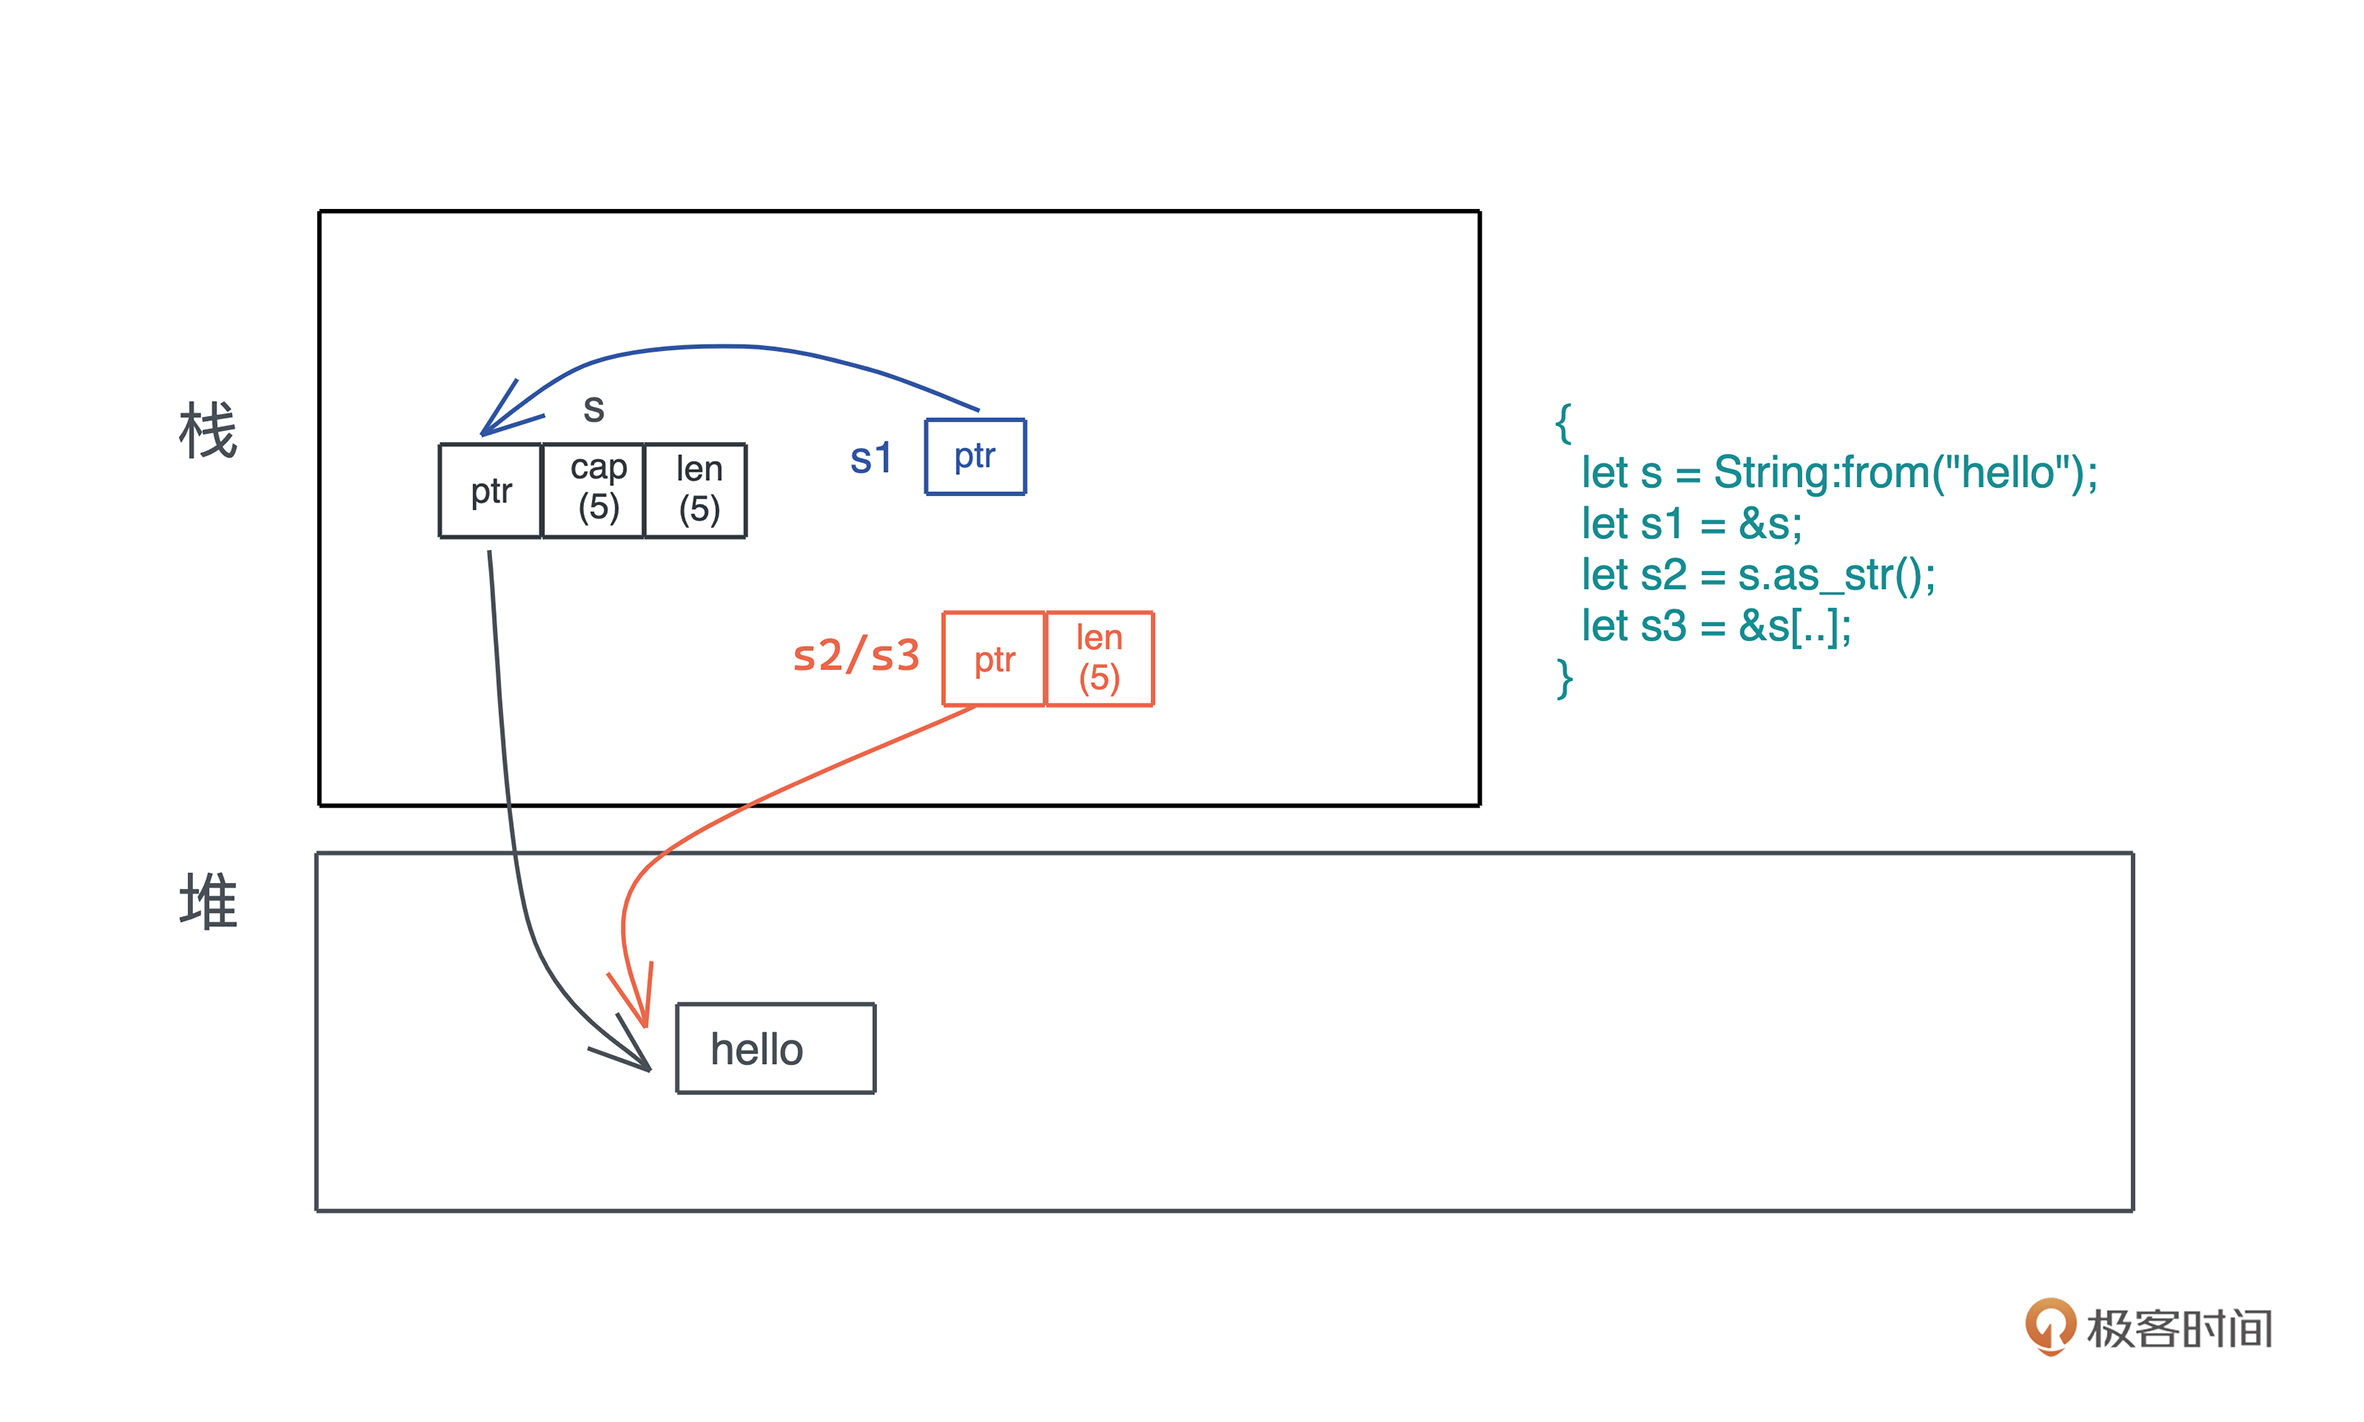 栈
s
ptr
cap
(5)
len
(5)
s1
ptr
s2/s3
ptr
len
(5)
{
let s = String:from("hello");
let s1 = &s;
let s2 = s.as_str();
let s3 = &s[..];
}
堆
hello
极客时间